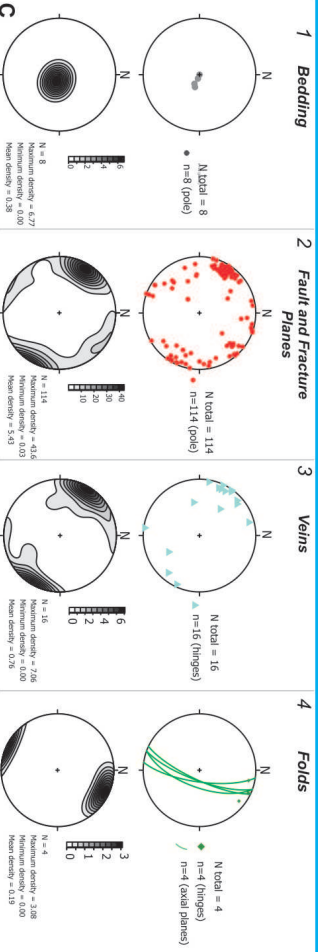 C
1
Bedding
N
N total = 8
n=8 (pole)
N
0
2
4
6
N = 8
Maximum density = 6.77
Minimum density = 0.00
Mean density = 0.38
2
Fault and Fracture
Planes
N
N total = 114
n=114 (pole)
N
10
20
30
40
N = 114
Maximum density = 43.6
Minimum density = 0.03
Mean density = 5.43
3
Veins
N
N total = 16
n=16 (hinges)
N
0
2
4
6
N = 16
Maximum density = 7.06
Minimum density = 0.00
Mean density = 0.76
4
Folds
N
N total = 4
n=4 (hinges)
n=4 (axial planes)
N
0
1
2
3
N = 4
Maximum density = 3.08
Minimum density = 0.00
Mean density = 0.19